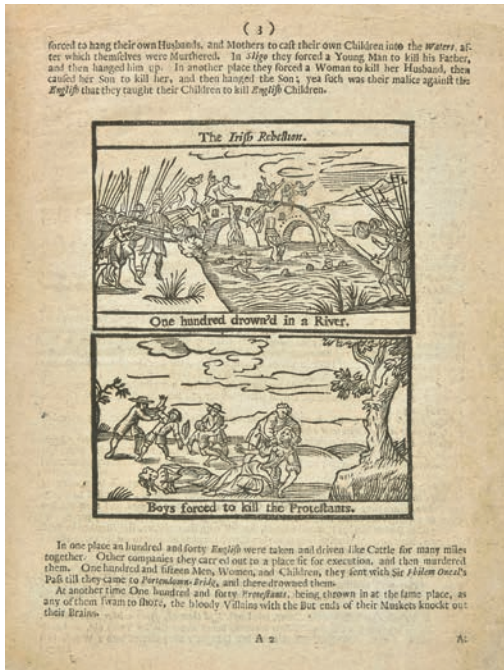 ( 3 )
forced to hang their own Husbands, and Mothers to cast their own Children into the Waters, af-
ter which themselves were Murthered. In Sligo they forced a Young Man to kill his Father,
and then hanged him up. In another place they forced a Woman to kill her Husband, then
caused her Son to kill her, and then hanged the Son; yea such was their malice against the
English that they taught their Children to kill English Children.
The Irish Rebellion.
One hundred drown'd in a River.
Boys forced to kill the Protestants.
In one place an hundred and forty English were taken and driven like Cattle for many miles
together. Other companies they carried out to a place fit for execution, and then murdered
them. One hundred and fifteen Men, Women, and Children, they sent with Sir Philem Oneal's
Pass till they came to Portendown-Bridg, and there drowned them.
At another time One hundred and forty Protestants, being thrown in at the same place, as
any of them swam to shore, the bloody Villains with the But ends of their Muskets knockt out
their Brains.
A 2
At